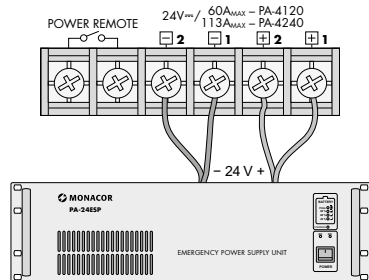 POWER REMOTE
24V⎓/ 60AMAX – PA-4120
113AMAX – PA-4240
− 2
− 1
+ 2
+ 1
− 24 V +
MONACOR
PA-24ESP
EMERGENCY POWER SUPPLY UNIT
BATTERY
POWER